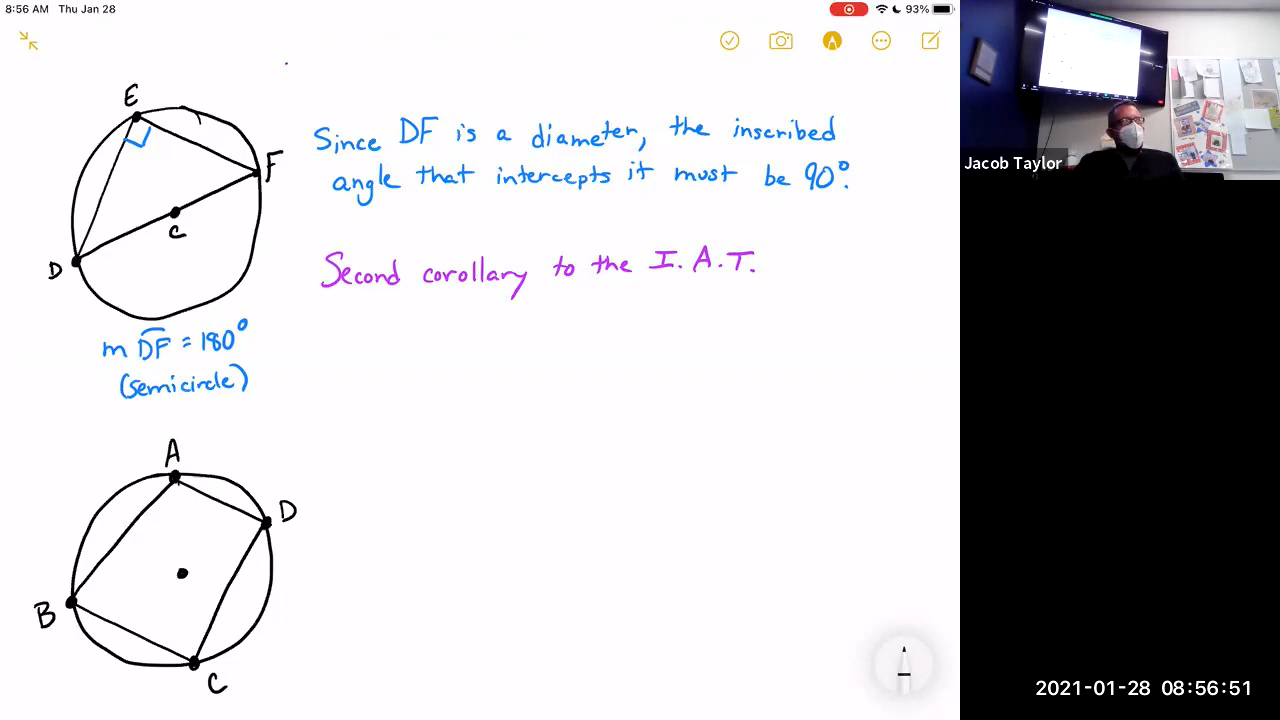 8:56 AM Thu Jan 28
93%
E
Since DF is a diameter, the inscribed
F
angle that intercepts it must be 90°.
Jacob Taylor
C
D
Second corollary to the I.A.T.
m DF = 180°
(semicircle)
A
D
B
C
2021-01-28 08:56:51